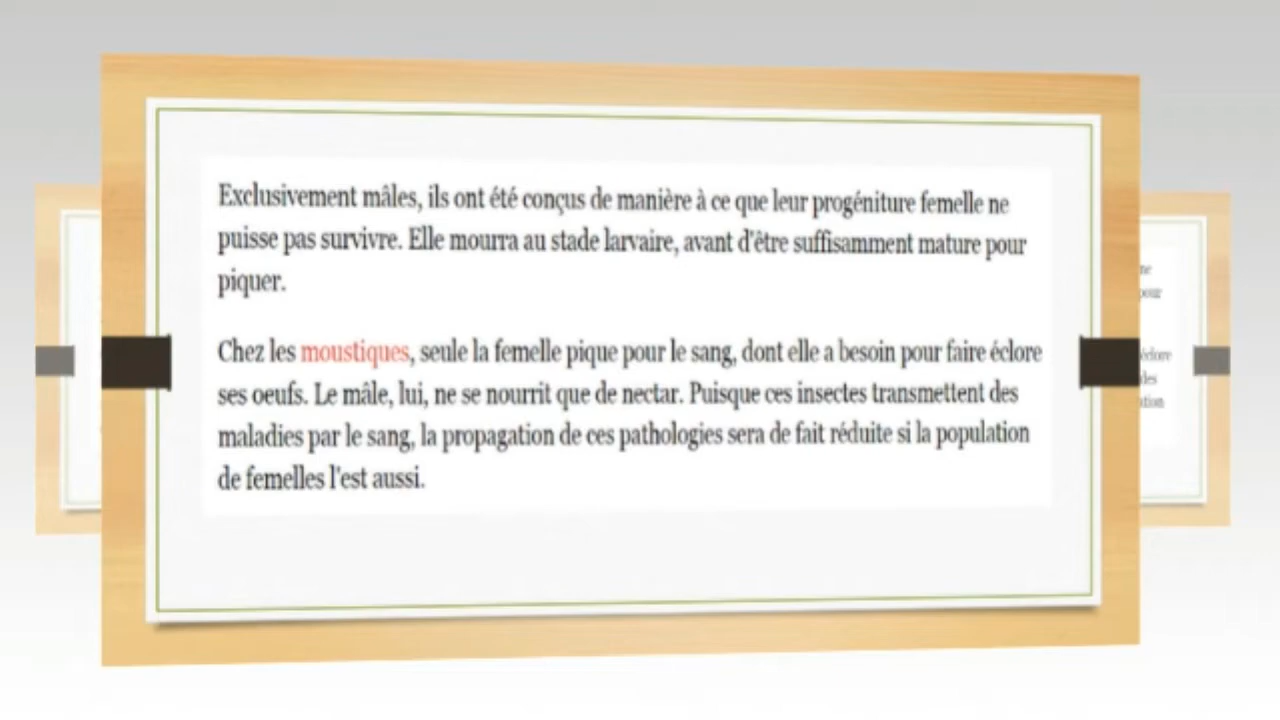 Exclusivement mâles, ils ont été conçus de manière à ce que leur progéniture femelle ne
puisse pas survivre. Elle mourra au stade larvaire, avant d'être suffisamment mature pour
piquer.
Chez les moustiques, seule la femelle pique pour le sang, dont elle a besoin pour faire éclore
ses oeufs. Le mâle, lui, ne se nourrit que de nectar. Puisque ces insectes transmettent des
maladies par le sang, la propagation de ces pathologies sera de fait réduite si la population
de femelles l'est aussi.
ne
pour
éclore
des